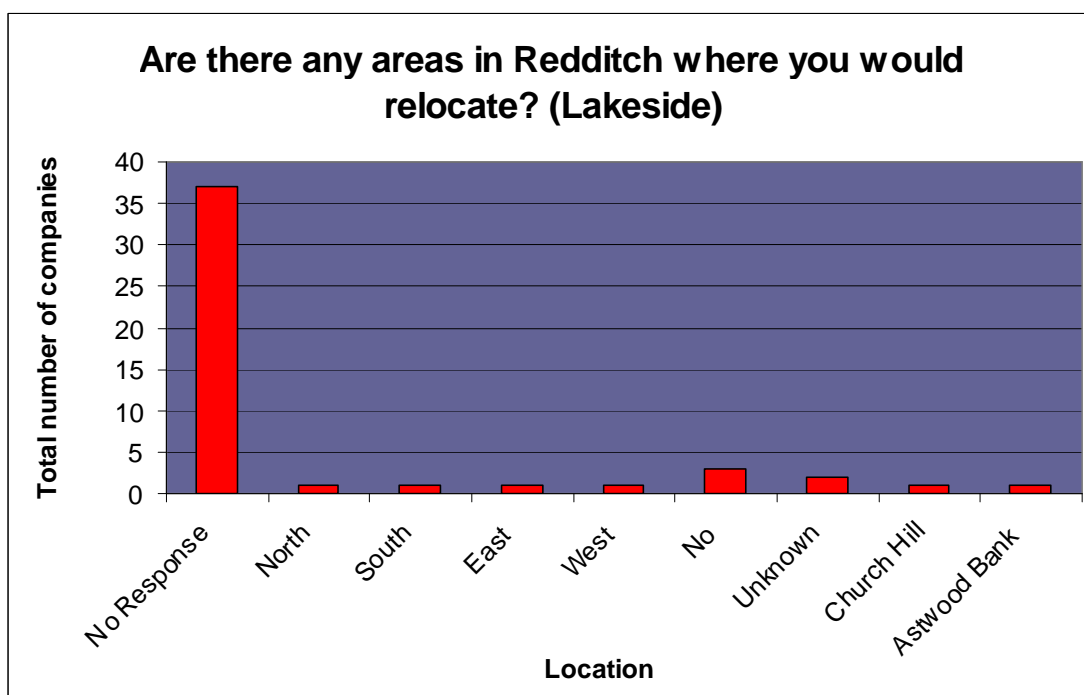 Are there any areas in Redditch where you would
relocate? (Lakeside)
Total number of companies
40
35
30
25
20
15
10
5
0
No Response
North
South
East
West
No
Unknown
Church Hill
Astwood Bank
Location